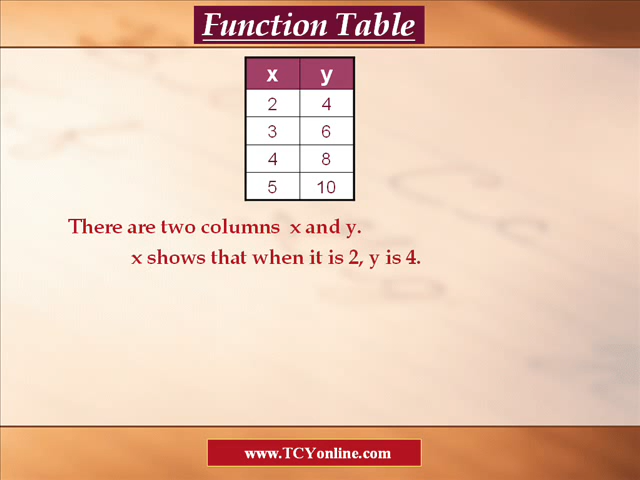 Function Table
x y
2 4
3 6
4 8
5 10
There are two columns x and y.
x shows that when it is 2, y is 4.
www.TCYonline.com